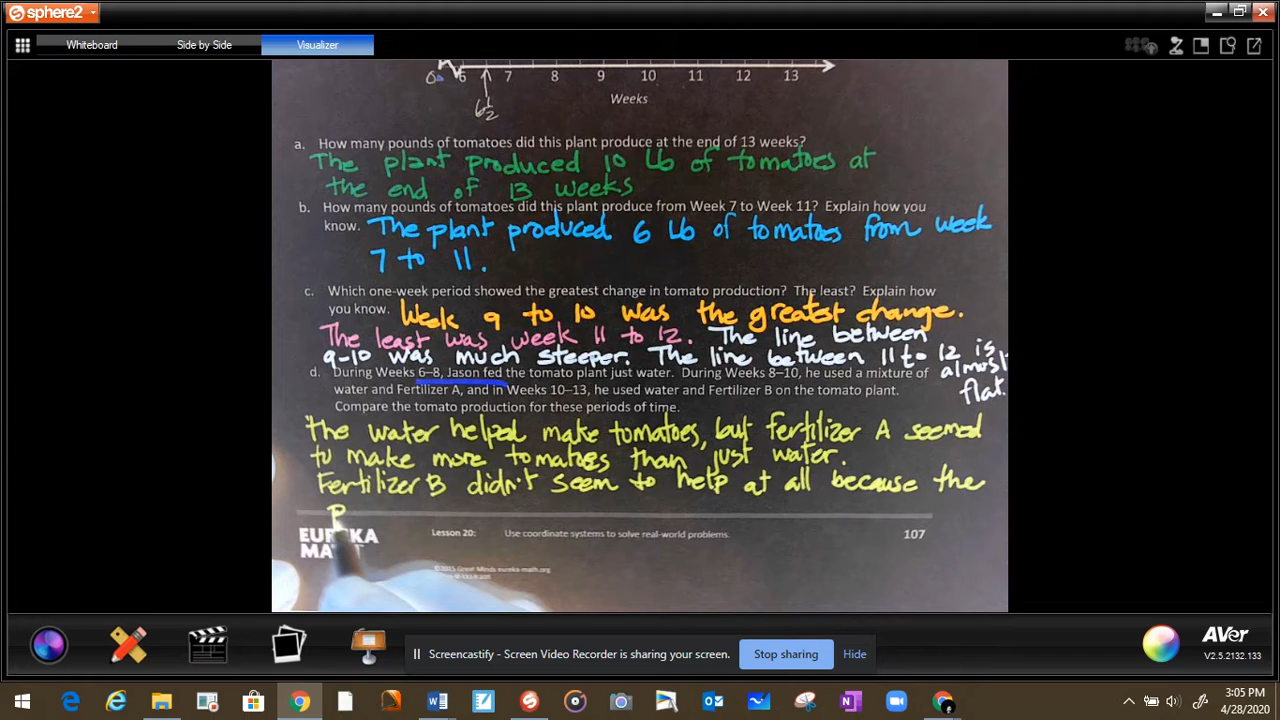 sphere2
Whiteboard Side by Side Visualizer
6 7 8 9 10 11 12 13
6½
Weeks
a. How many pounds of tomatoes did this plant produce at the end of 13 weeks?
The plant produced 10 lb of tomatoes at
the end of 13 weeks
b. How many pounds of tomatoes did this plant produce from Week 7 to Week 11? Explain how you
know. The plant produced 6 lb of tomatoes from week
7 to 11.
c. Which one-week period showed the greatest change in tomato production? The least? Explain how
you know. Week 9 to 10 was the greatest change.
The least was week 11 to 12. The line between
9-10 was much steeper. The line between 11 to 12 is
almost
flat.
d. During Weeks 6–8, Jason fed the tomato plant just water. During Weeks 8–10, he used a mixture of
water and Fertilizer A, and in Weeks 10–13, he used water and Fertilizer B on the tomato plant.
Compare the tomato production for these periods of time.
The water helped make tomatoes, but fertilizer A seemed
to make more tomatoes than just water.
Fertilizer B didn't seem to help at all because the
P
EUREKA
MATH
Lesson 20: Use coordinate systems to solve real-world problems. 107
Screencastify - Screen Video Recorder is sharing your screen. Stop sharing Hide
AVer
V2.5.2132.133
3:05 PM
4/28/2020